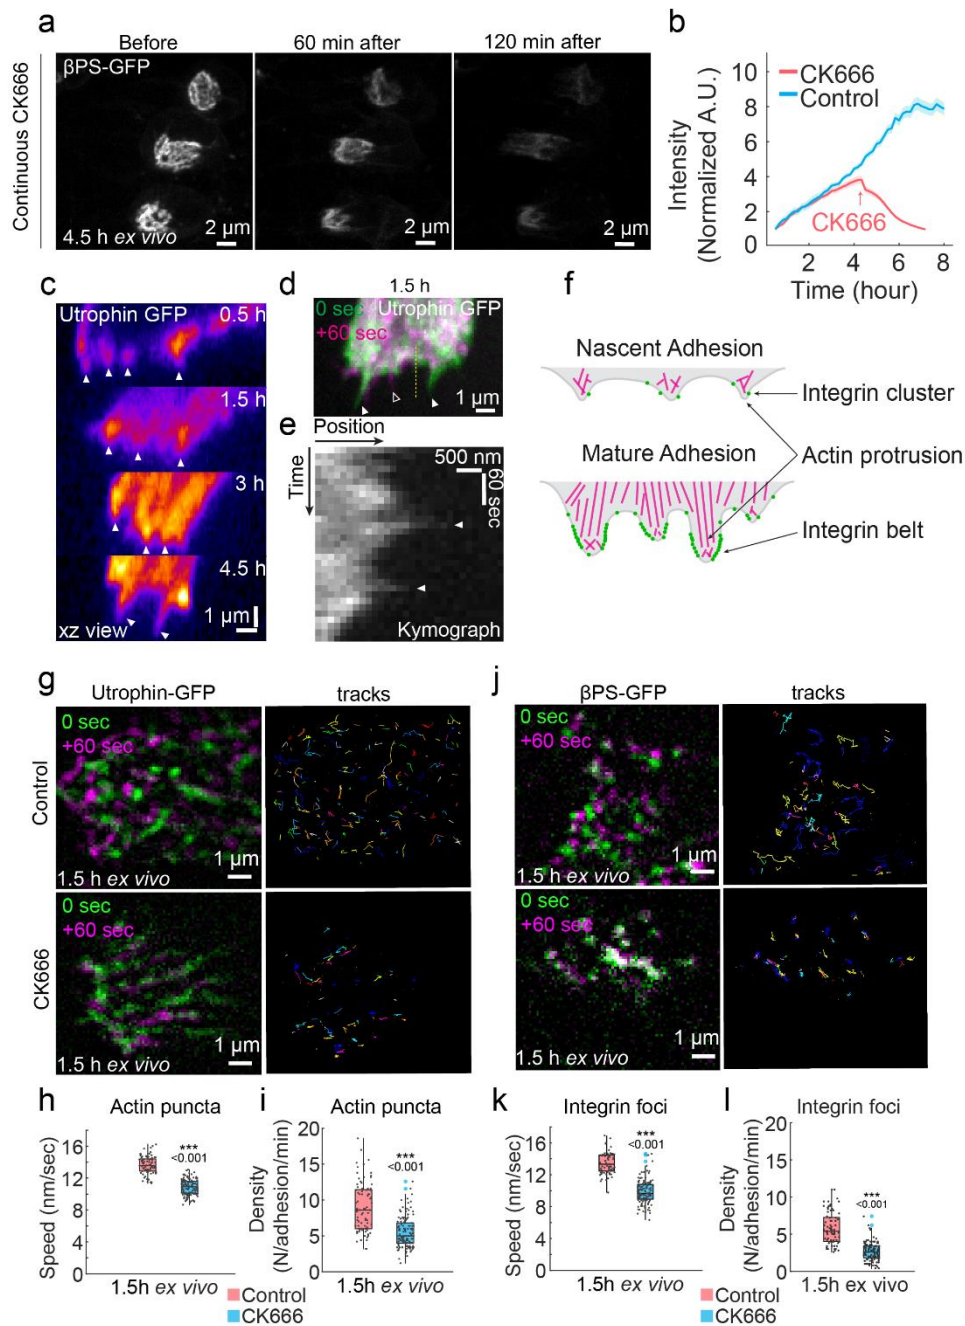 a
Before
60 min after
120 min after
Continuous CK666
βPS-GFP
4.5 h ex vivo
2 µm
2 µm
2 µm
b
Intensity
(Normalized A.U.)
10
8
6
4
2
0
CK666
Control
CK666
2
4
6
8
Time (hour)
c
Utrophin GFP
0.5 h
1.5 h
3 h
4.5 h
xz view
1 µm
d
1.5 h
0 sec
Utrophin GFP
+60 sec
1 µm
e
Position
Time
500 nm
60 sec
Kymograph
f
Nascent Adhesion
Integrin cluster
Actin protrusion
Mature Adhesion
Integrin belt
g
Utrophin-GFP
tracks
Control
0 sec
+60 sec
1.5 h ex vivo
1 µm
CK666
0 sec
+60 sec
1.5 h ex vivo
1 µm
j
βPS-GFP
tracks
0 sec
+60 sec
1.5 h ex vivo
1 µm
0 sec
+60 sec
1.5 h ex vivo
1 µm
h
Actin puncta
Speed (nm/sec)
16
12
8
4
0
***
<0.001
1.5h ex vivo
i
Actin puncta
Density
(N/adhesion/min)
20
15
10
5
0
***
<0.001
1.5h ex vivo
Control
CK666
k
Integrin foci
Speed (nm/sec)
16
12
8
4
0
***
<0.001
1.5h ex vivo
l
Integrin foci
Density
(N/adhesion/min)
20
15
10
5
0
***
<0.001
1.5h ex vivo
Control
CK666